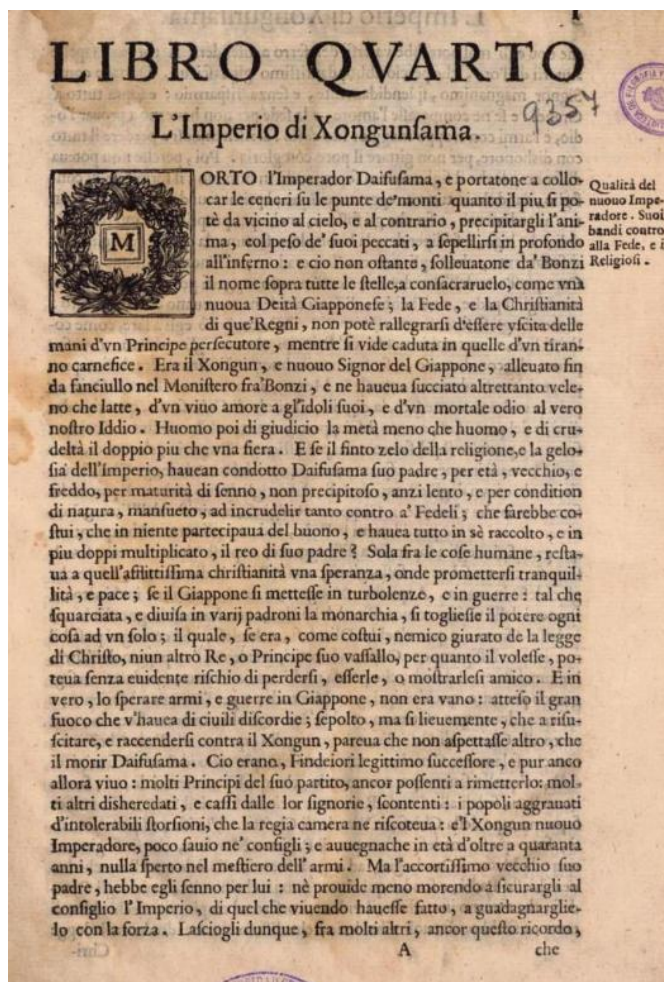 LIBRO QVARTO
9357
L'Imperio di Xongunſama.
MORTO l'Imperador Daifuſama, e portatone a collo-
car le ceneri ſu le punte de'monti quanto il piu ſi po-
tè da vicino al cielo, e al contrario, precipitargli l'ani-
ma, col peſo de' ſuoi peccati, a ſepellirſi in profondo
all'inferno: e cio non oſtante, ſolleuatone da' Bonzi
il nome ſopra tutte le ſtelle, a conſacraruelo, come vna
nuoua Deità Giapponeſe; la Fede, e la Chriſtianità
di que'Regni, non potè rallegrarſi d'eſſere vſcita delle
mani d'vn Principe perſecutore, mentre ſi vide caduta in quelle d'vn tiran-
no carnefice. Era il Xongun, e nuouo Signor del Giappone, alleuato fin
da fanciullo nel Moniſtero fra'Bonzi, e ne haueua ſucciato altrettanto vele-
no che latte, d'vn viuo amore a gl'idoli ſuoi, e d'vn mortale odio al vero
noſtro Iddio. Huomo poi di giudicio la metà meno che huomo, e di cru-
deltà il doppio piu che vna fiera. E ſe il finto zelo della religione, e la gelo-
ſia dell'imperio, hauean condotto Daifuſama ſuo padre, per età, vecchio, e
freddo, per maturità di ſenno, non precipitoſo, anzi lento, e per condition
di natura, manſueto, ad incrudelir tanto contro a' Fedeli; che ſarebbe co-
ſtui, che in niente partecipaua del buono, e hauea tutto in sè raccolto, e in
piu doppi multiplicato, il reo di ſuo padre? Sola fra le coſe humane, reſta-
ua a quell'afflittiſſima chriſtianità vna ſperanza, onde prometterſi tranquil-
lità, e pace; ſe il Giappone ſi metteſſe in turbolenze, e in guerre: tal che
ſquarciata, e diuiſa in varij padroni la monarchia, ſi toglieſſe il potere ogni
coſa ad vn ſolo; il quale, ſe era, come coſtui, nemico giurato de la legge
di Chriſto, niun altro Re, o Principe ſuo vaſſallo, per quanto il voleſſe, po-
teua ſenza euidente riſchio di perderſi, eſſerle, o moſtrarleſi amico. E in
vero, lo ſperare armi, e guerre in Giappone, non era vano: atteſo il gran
fuoco che v'hauea di ciuili diſcordie; ſepolto, ma ſi lieuemente, che a riſu-
ſcitare, e raccenderſi contra il Xongun, pareua che non aſpettaſſe altro, che
il morir Daifuſama. Cio erano, Findeiori legittimo ſucceſſore, e pur anco
allora viuo: molti Principi del ſuo partito, ancor poſſenti a rimetterlo: mol-
ti altri disheredati, e caſſi dalle lor ſignorie, ſcontenti: i popoli aggrauati
d'intolerabili ſtorſioni, che la regia camera ne riſcoteua: e'l Xongun nuouo
Imperadore, poco ſauio ne' conſigli; e auuegnache in età d'oltre a quaranta
anni, nulla ſperto nel meſtiero dell'armi. Ma l'accortiſſimo vecchio ſuo
padre, hebbe egli ſenno per lui: nè prouide meno morendo a ſicurargli al
conſiglio l'Imperio, di quel che viuendo haueſſe fatto, a guadagnarglie-
lo con la forza. Laſciogli dunque, fra molti altri, ancor queſto ricordo,
A che
Qualità del
nuouo Impe-
radore. Suoi
bandi contro
alla Fede, e i
Religioſi.